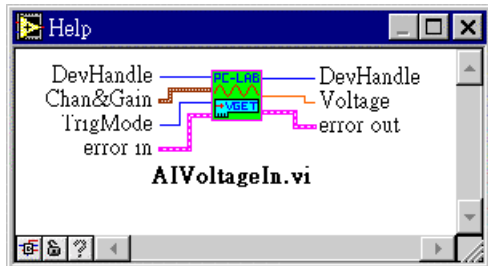 Help
DevHandle
Chan&Gain
TrigMode
error in
PC-LAB
VGET
DevHandle
Voltage
error out
AIVoltageIn.vi
?